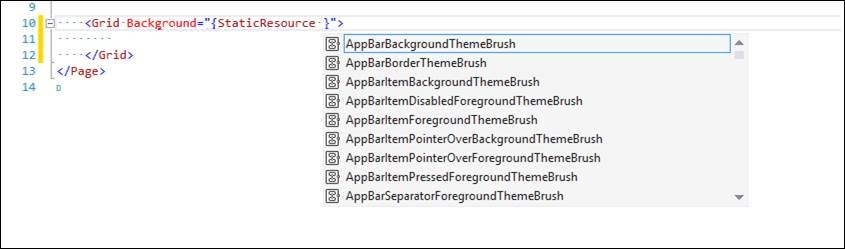 9
10 <Grid Background="{StaticResource }">
11
12 </Grid>
13 </Page>
14
AppBarBackgroundThemeBrush
AppBarBorderThemeBrush
AppBarItemBackgroundThemeBrush
AppBarItemDisabledForegroundThemeBrush
AppBarItemForegroundThemeBrush
AppBarItemPointerOverBackgroundThemeBrush
AppBarItemPointerOverForegroundThemeBrush
AppBarItemPressedForegroundThemeBrush
AppBarSeparatorForegroundThemeBrush